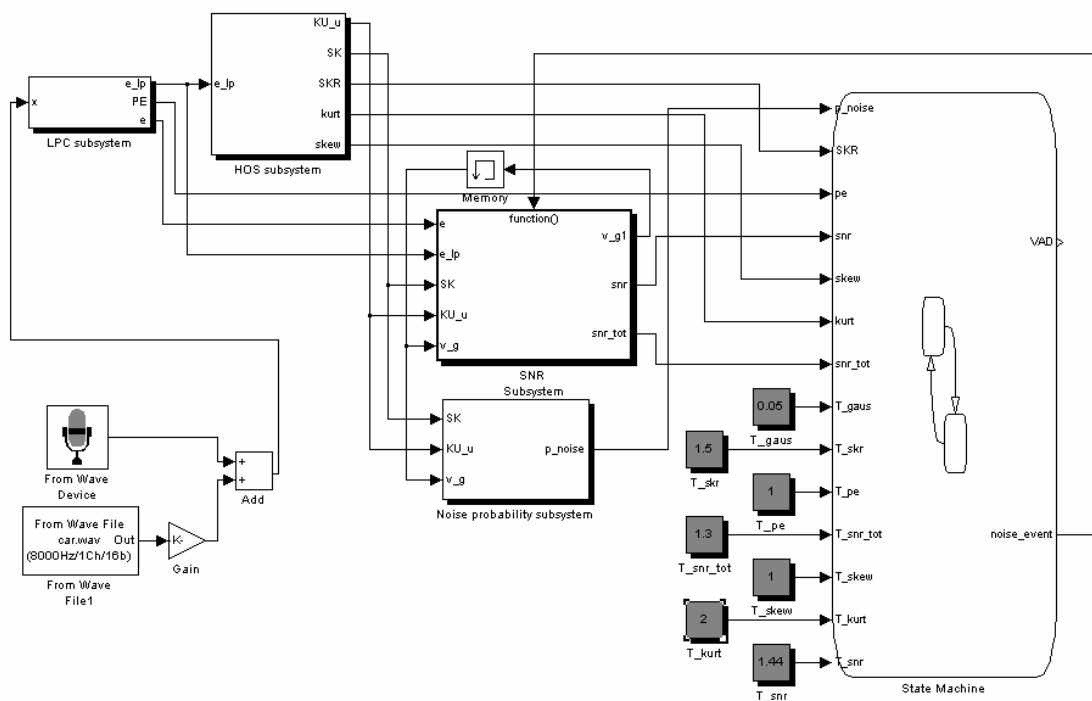 KU_u
SK
SKR
kurt
skew
e_lp
HOS subsystem
x
e_lp
PE
e
LPC subsystem
Memory
function()
e
e_lp
SK
KU_u
v_g
v_g1
snr
snr_tot
SNR
Subsystem
SK
KU_u
v_g
p_noise
Noise probability subsystem
From Wave
Device
+
+
Add
From Wave File
car.wav Out
(8000Hz/1Ch/16b)
From Wave
File1
K-
Gain
0.05
T_gaus
1.5
T_skr
1
T_pe
1.3
T_snr_tot
1
T_skew
2
T_kurt
1.44
T_snr
p_noise
SKR
pe
snr
skew
kurt
snr_tot
T_gaus
T_skr
T_pe
T_snr_tot
T_skew
T_kurt
T_snr
VAD
noise_event
State Machine